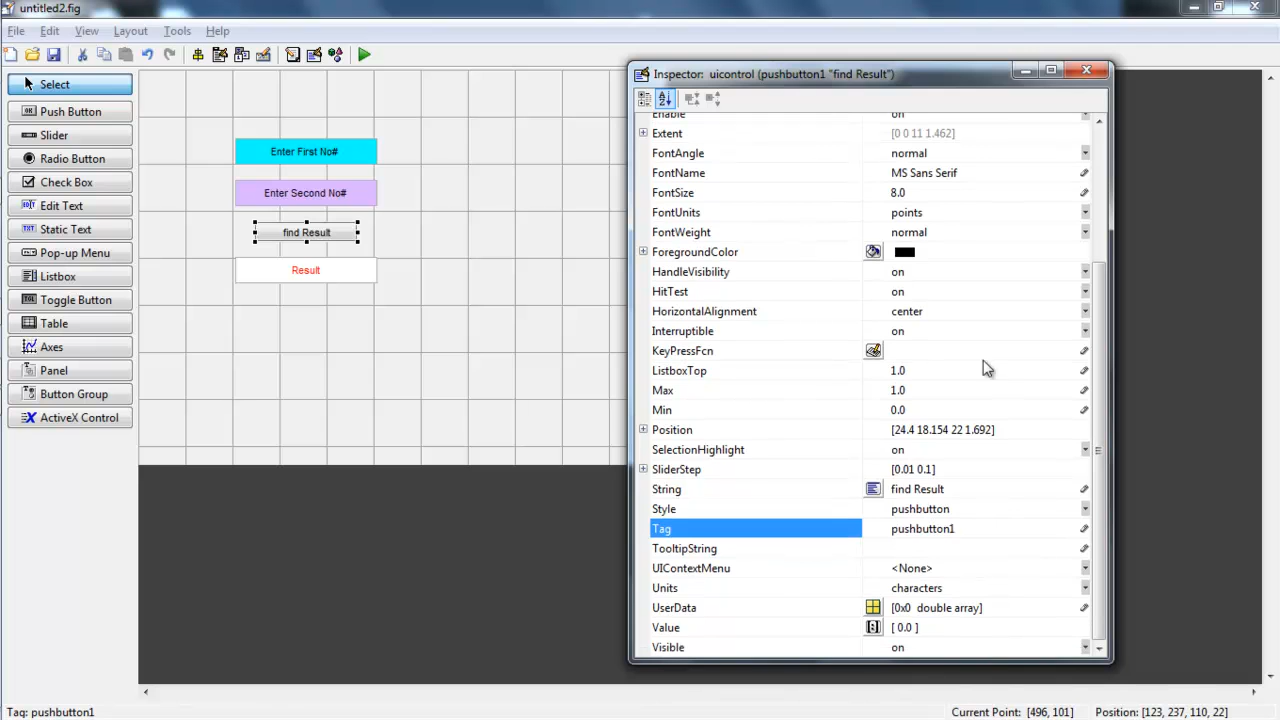 untitled2.fig
File Edit View Layout Tools Help
Select
Push Button
Slider
Radio Button
Check Box
Edit Text
Static Text
Pop-up Menu
Listbox
Toggle Button
Table
Axes
Panel
Button Group
ActiveX Control
Enter First No#
Enter Second No#
find Result
Result
Inspector: uicontrol (pushbutton1 "find Result")
Enable on
Extent [0 0 11 1.462]
FontAngle normal
FontName MS Sans Serif
FontSize 8.0
FontUnits points
FontWeight normal
ForegroundColor
HandleVisibility on
HitTest on
HorizontalAlignment center
Interruptible on
KeyPressFcn
ListboxTop 1.0
Max 1.0
Min 0.0
Position [24.4 18.154 22 1.692]
SelectionHighlight on
SliderStep [0.01 0.1]
String find Result
Style pushbutton
Tag pushbutton1
TooltipString
UIContextMenu <None>
Units characters
UserData [0x0 double array]
Value [ 0.0 ]
Visible on
Tag: pushbutton1 Current Point: [496, 101] Position: [123, 237, 110, 22]